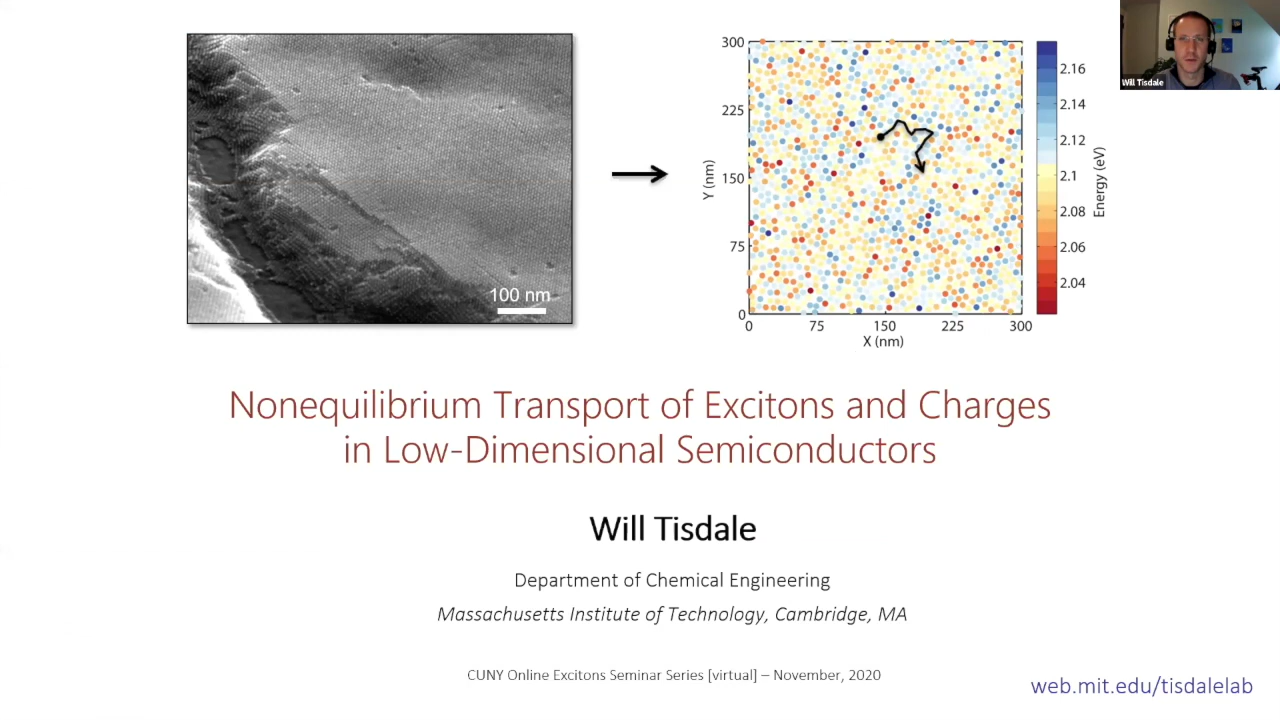 100 nm
300
225
150
75
0
Y (nm)
0 75 150 225 300
X (nm)
2.16
2.14
2.12
2.1
2.08
2.06
2.04
Energy (eV)
Will Tisdale
Nonequilibrium Transport of Excitons and Charges
in Low-Dimensional Semiconductors
Will Tisdale
Department of Chemical Engineering
Massachusetts Institute of Technology, Cambridge, MA
CUNY Online Excitons Seminar Series [virtual] – November, 2020
web.mit.edu/tisdalelab